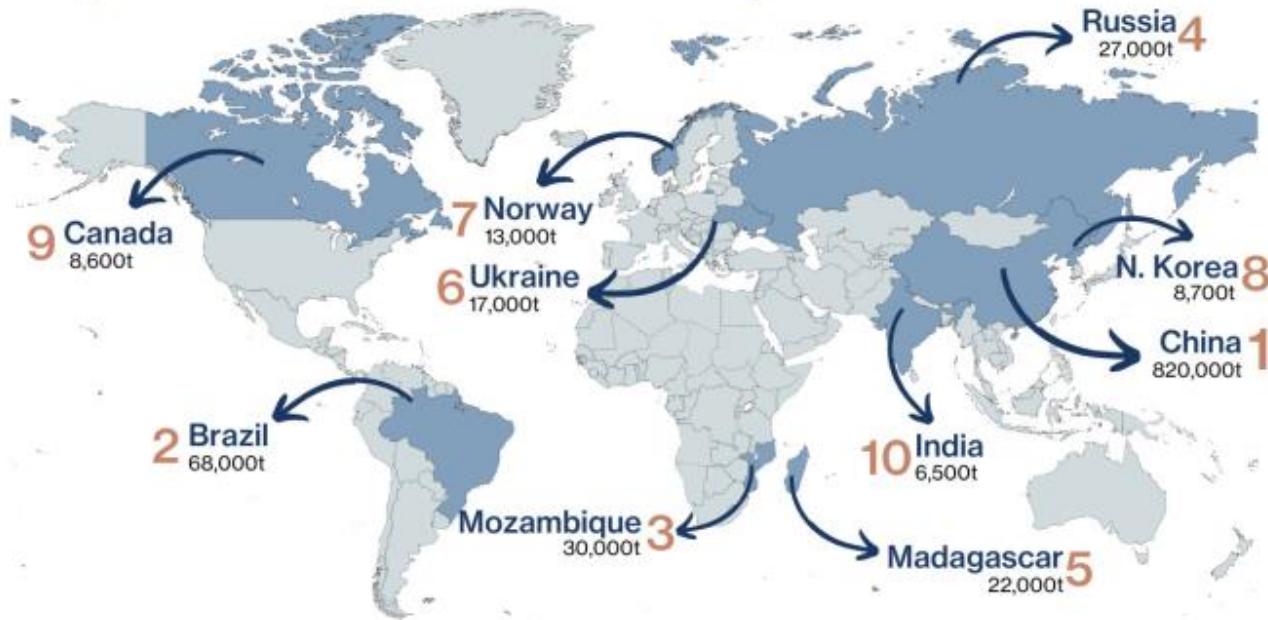 Russia 4
27,000t
7 Norway
13,000t
9 Canada
8,600t
6 Ukraine
17,000t
N. Korea 8
8,700t
China 1
820,000t
2 Brazil
68,000t
10 India
6,500t
Mozambique 3
30,000t
Madagascar 5
22,000t